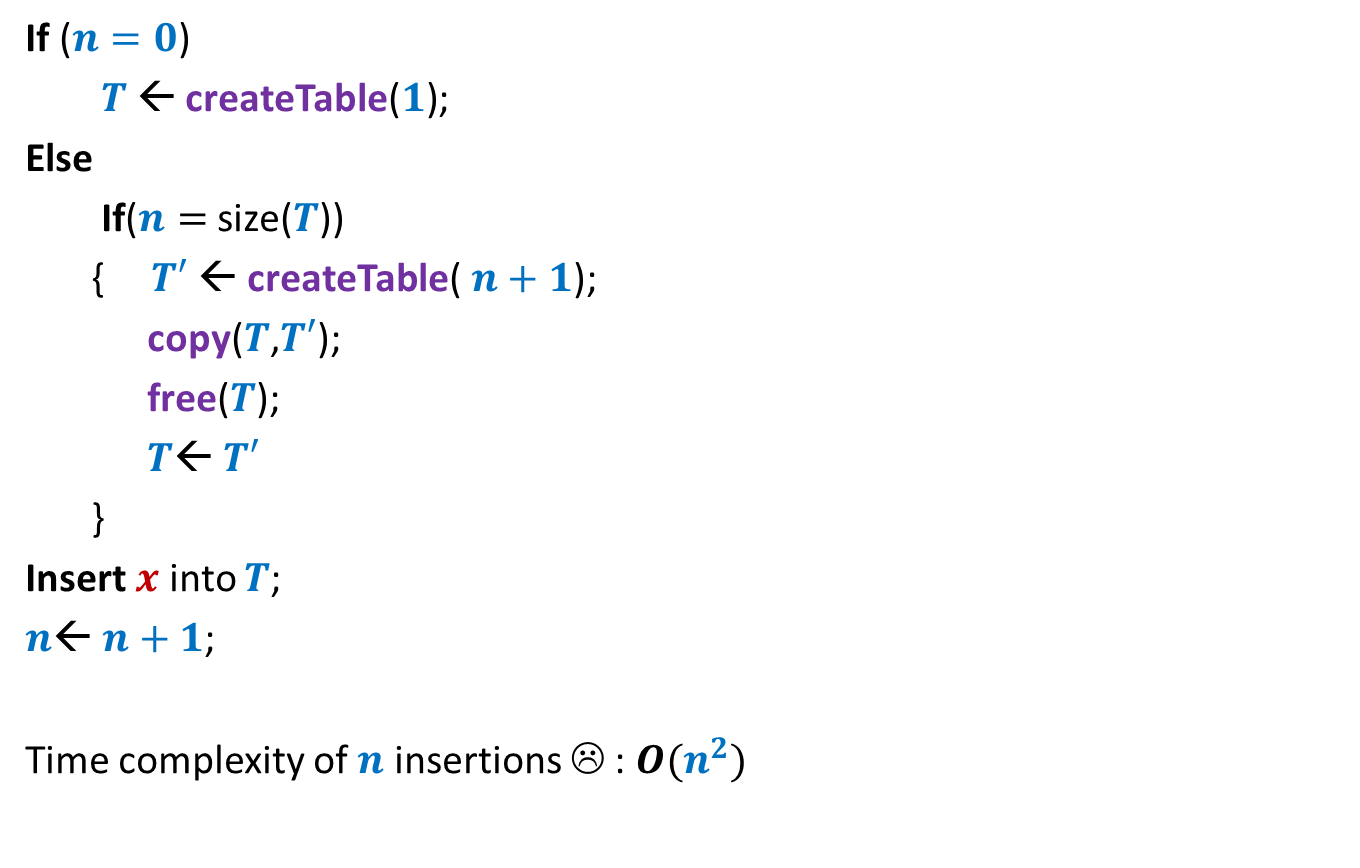 If (n = 0)
T ← createTable(1);
Else
If(n = size(T))
{ T′ ← createTable( n + 1);
copy(T,T′);
free(T);
T← T′
}
Insert x into T;
n← n + 1;
Time complexity of n insertions ☹ : O(n²)